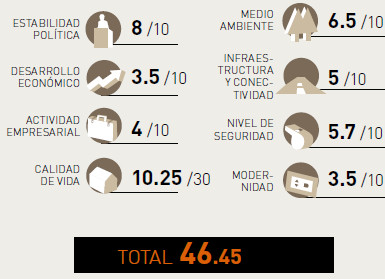 ESTABILIDAD
POLÍTICA
8 /10
DESARROLLO
ECONÓMICO
3.5 /10
ACTIVIDAD
EMPRESARIAL
4 /10
CALIDAD
DE VIDA
10.25 /30
MEDIO
AMBIENTE
6.5 /10
INFRAES-
TRUCTURA
Y CONEC-
TIVIDAD
5 /10
NIVEL DE
SEGURIDAD
5.7 /10
MODER-
NIDAD
3.5 /10
TOTAL 46.45